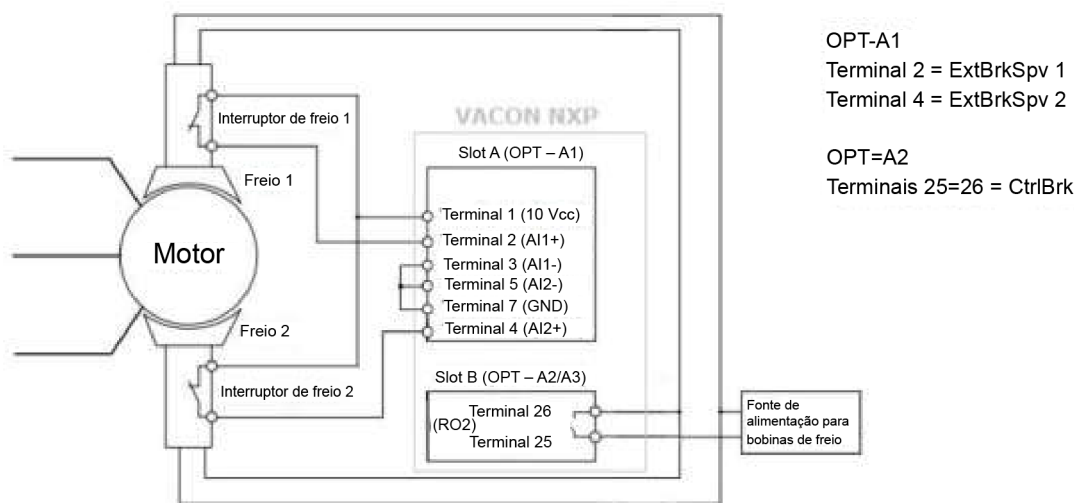 OPT-A1
Terminal 2 = ExtBrkSpv 1
Terminal 4 = ExtBrkSpv 2
OPT=A2
Terminais 25=26 = CtrlBrk
VACON NXP
Interruptor de freio 1
Freio 1
Motor
Freio 2
Interruptor de freio 2
Slot A (OPT – A1)
Terminal 1 (10 Vcc)
Terminal 2 (AI1+)
Terminal 3 (AI1-)
Terminal 5 (AI2-)
Terminal 7 (GND)
Terminal 4 (AI2+)
Slot B (OPT – A2/A3)
Terminal 26
(RO2)
Terminal 25
Fonte de
alimentação para
bobinas de freio